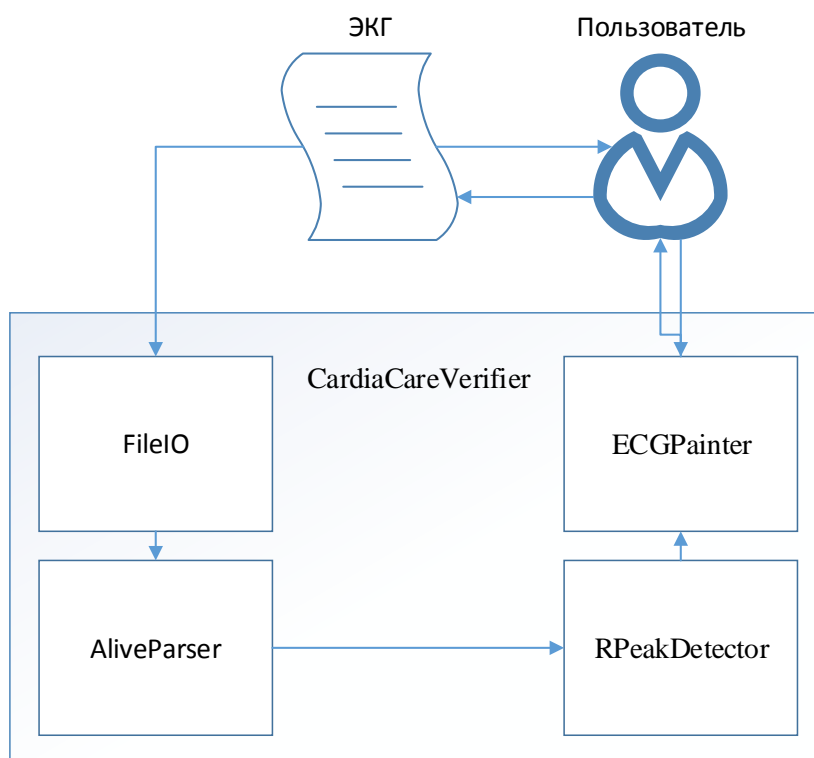 ЭКГ
Пользователь
CardiaCareVerifier
FileIO
ECGPainter
AliveParser
RPeakDetector